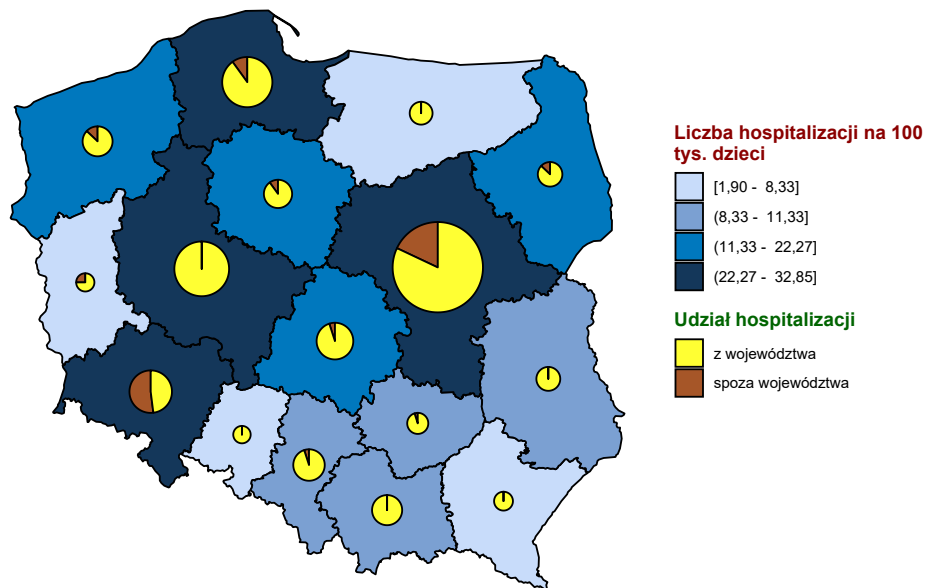 Liczba hospitalizacji na 100
tys. dzieci
[1,90 - 8,33]
(8,33 - 11,33]
(11,33 - 22,27]
(22,27 - 32,85]
Udział hospitalizacji
z województwa
spoza województwa